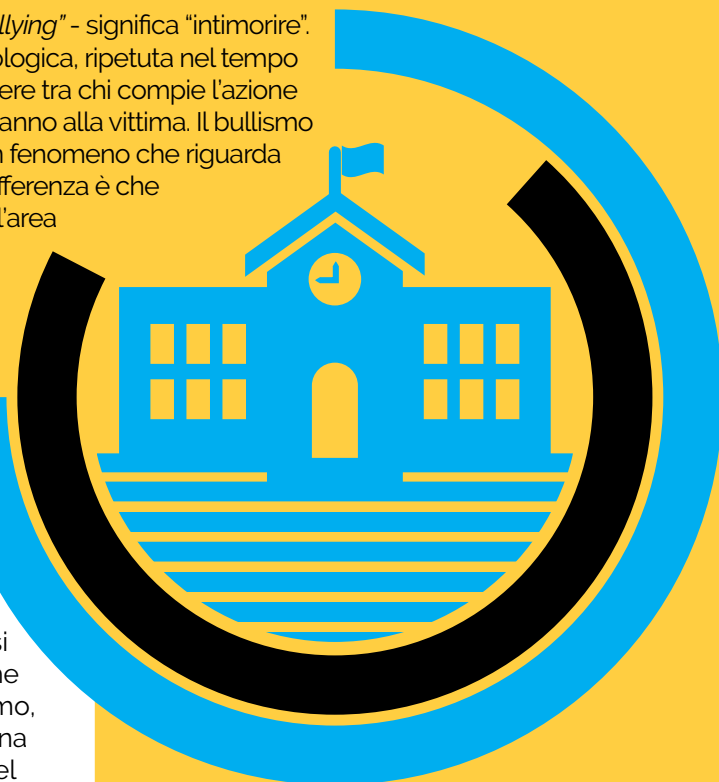 llying” - significa “intimorire”.
ologica, ripetuta nel tempo
ere tra chi compie l’azione
anno alla vittima. Il bullismo
n fenomeno che riguarda
fferenza è che
l’area
si
ne
mo,
na
el